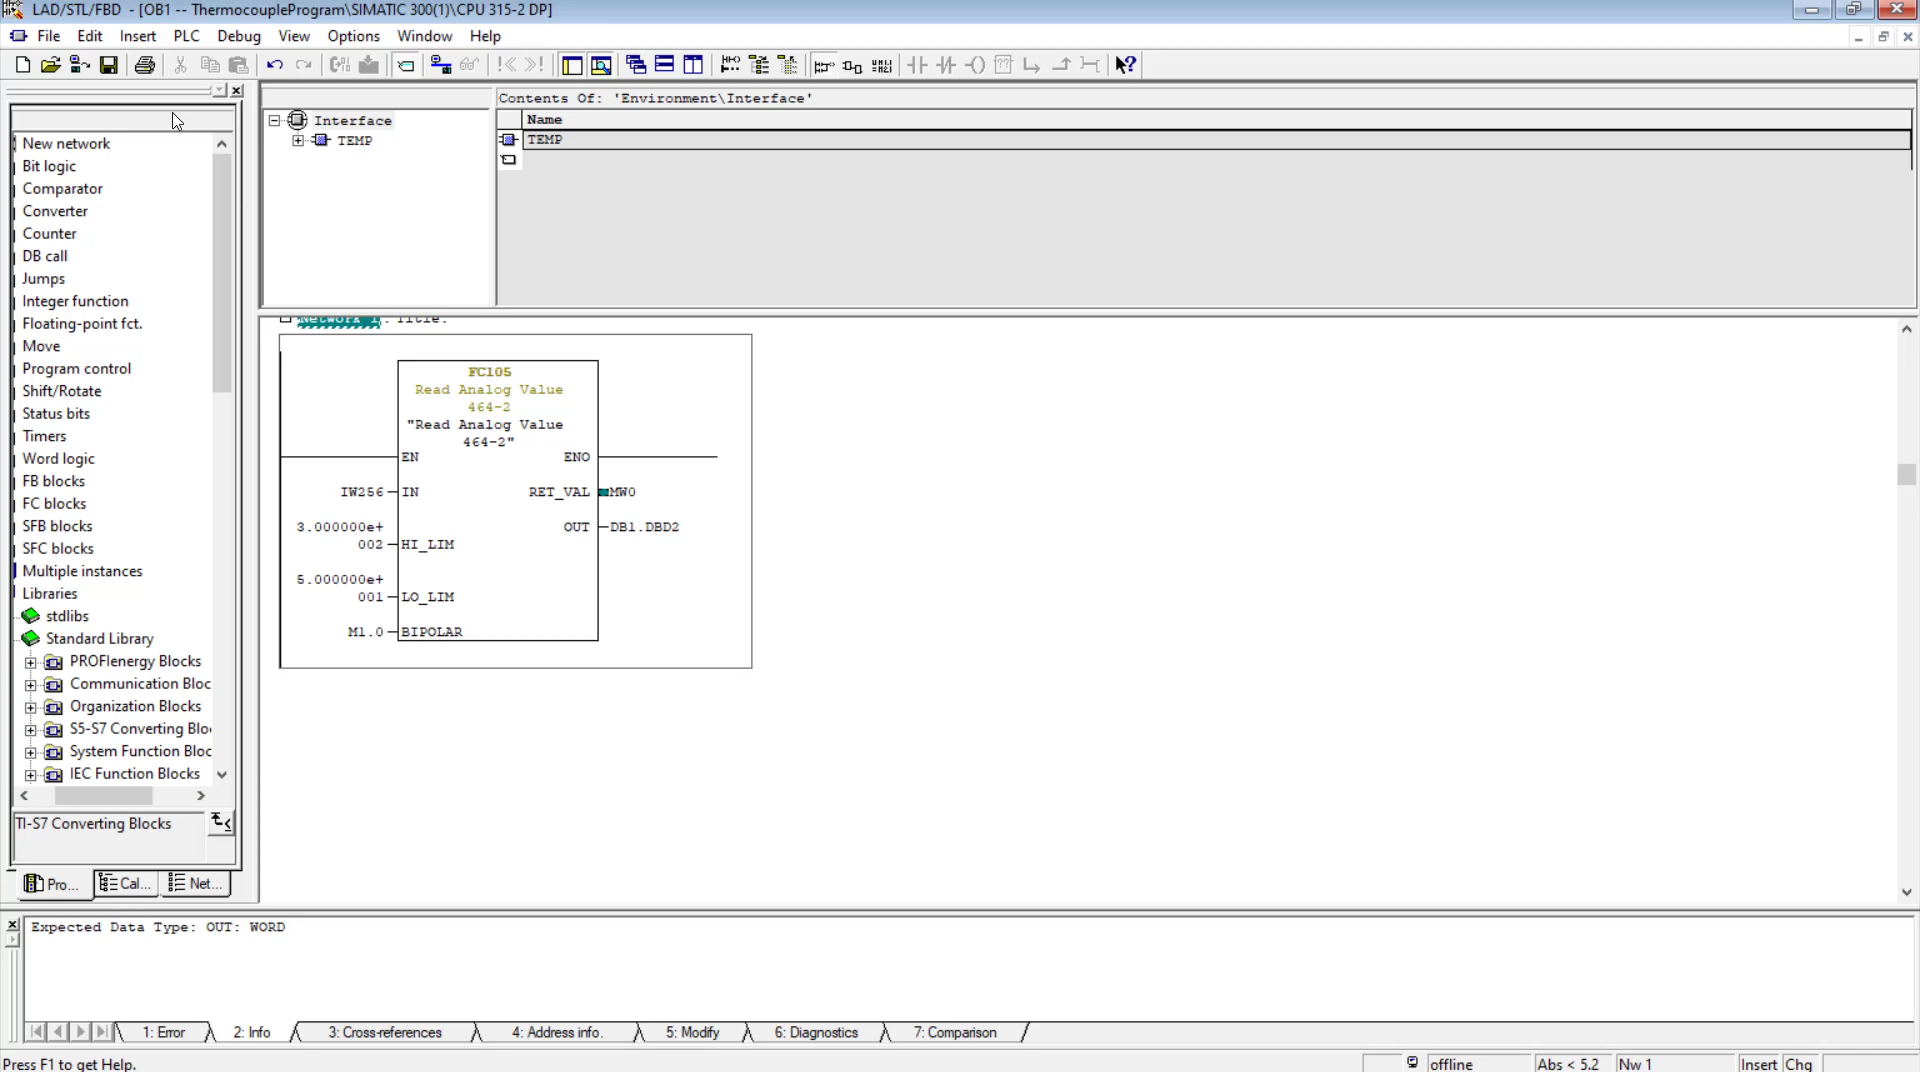 LAD/STL/FBD - [OB1 -- ThermocoupleProgram\SIMATIC 300(1)\CPU 315-2 DP]
File Edit Insert PLC Debug View Options Window Help
Contents Of: 'Environment\Interface'
Interface
TEMP
Name
TEMP
New network
Bit logic
Comparator
Converter
Counter
DB call
Jumps
Integer function
Floating-point fct.
Move
Program control
Shift/Rotate
Status bits
Timers
Word logic
FB blocks
FC blocks
SFB blocks
SFC blocks
Multiple instances
Libraries
stdlibs
Standard Library
PROFIenergy Blocks
Communication Bloc
Organization Blocks
S5-S7 Converting Blo
System Function Bloc
IEC Function Blocks
TI-S7 Converting Blocks
Pro... Cal... Net...
Network 1: Title:
FC105
Read Analog Value
464-2
"Read Analog Value
464-2"
EN ENO
IW256 IN RET_VAL MW0
3.000000e+ OUT DB1.DBD2
002 HI_LIM
5.000000e+
001 LO_LIM
M1.0 BIPOLAR
Expected Data Type: OUT: WORD
1: Error 2: Info 3: Cross-references 4: Address info. 5: Modify 6: Diagnostics 7: Comparison
Press F1 to get Help. offline Abs < 5.2 Nw 1 Insert Chg